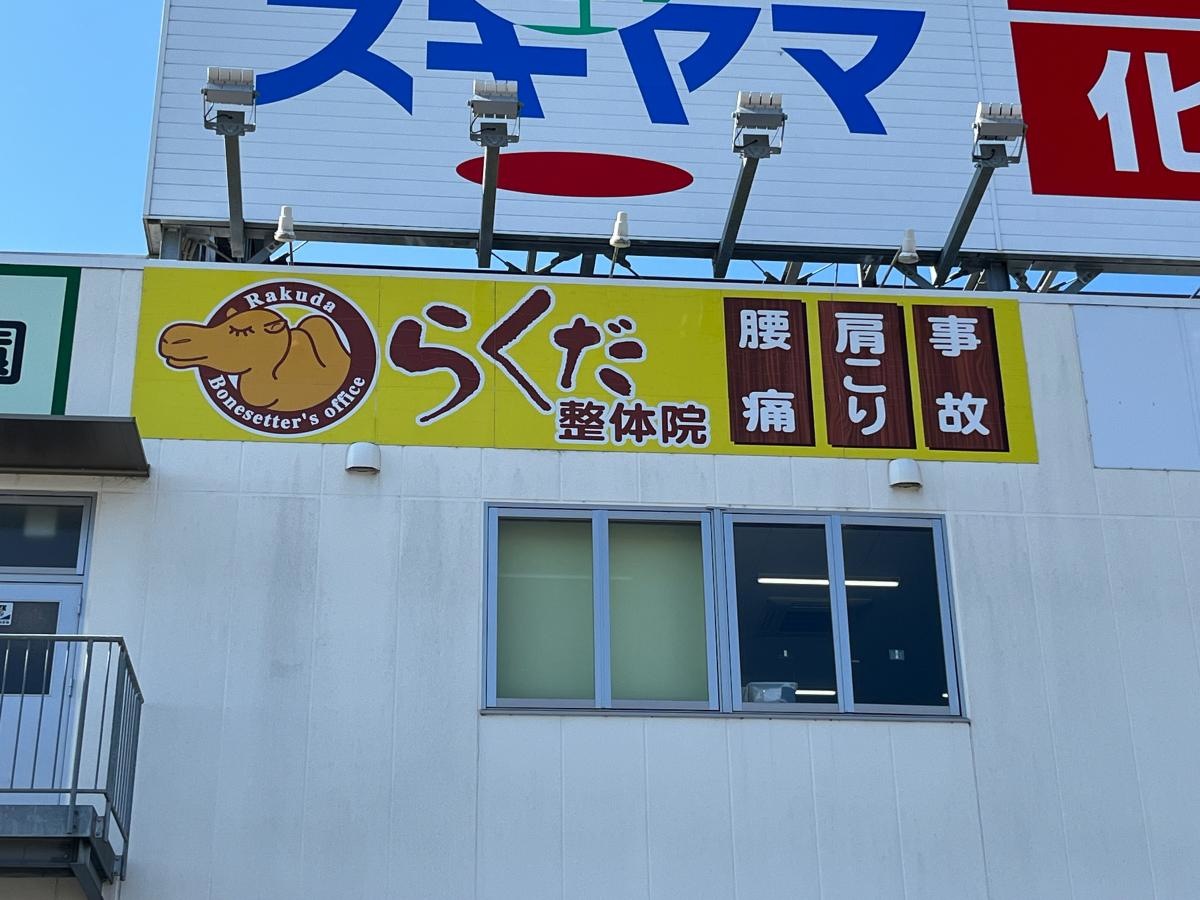 スギヤマ
化
Rakuda
Bonesetter's office
らくだ
整体院
腰痛
肩こり
事故